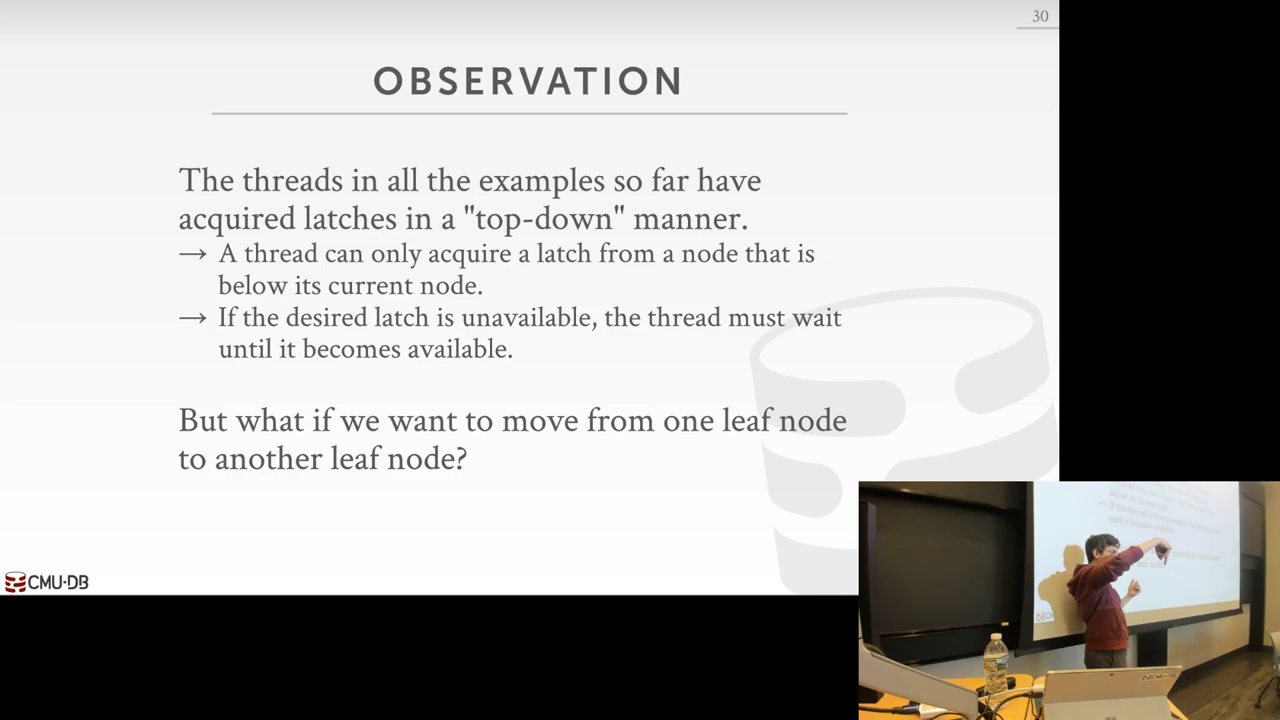 30
OBSERVATION
The threads in all the examples so far have
acquired latches in a "top-down" manner.
→ A thread can only acquire a latch from a node that is
below its current node.
→ If the desired latch is unavailable, the thread must wait
until it becomes available.
But what if we want to move from one leaf node
to another leaf node?
CMU·DB
CMU·DB